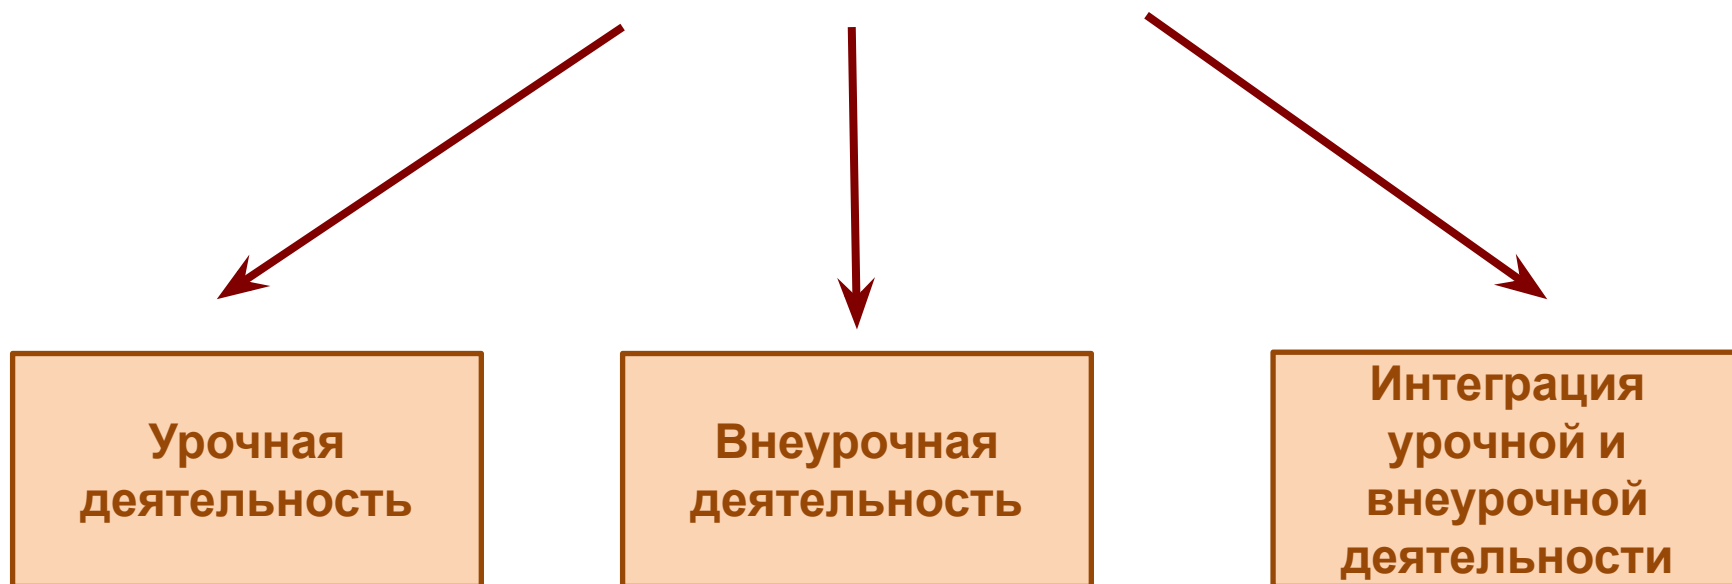 Урочная
деятельность
Внеурочная
деятельность
Интеграция
урочной и
внеурочной
деятельности